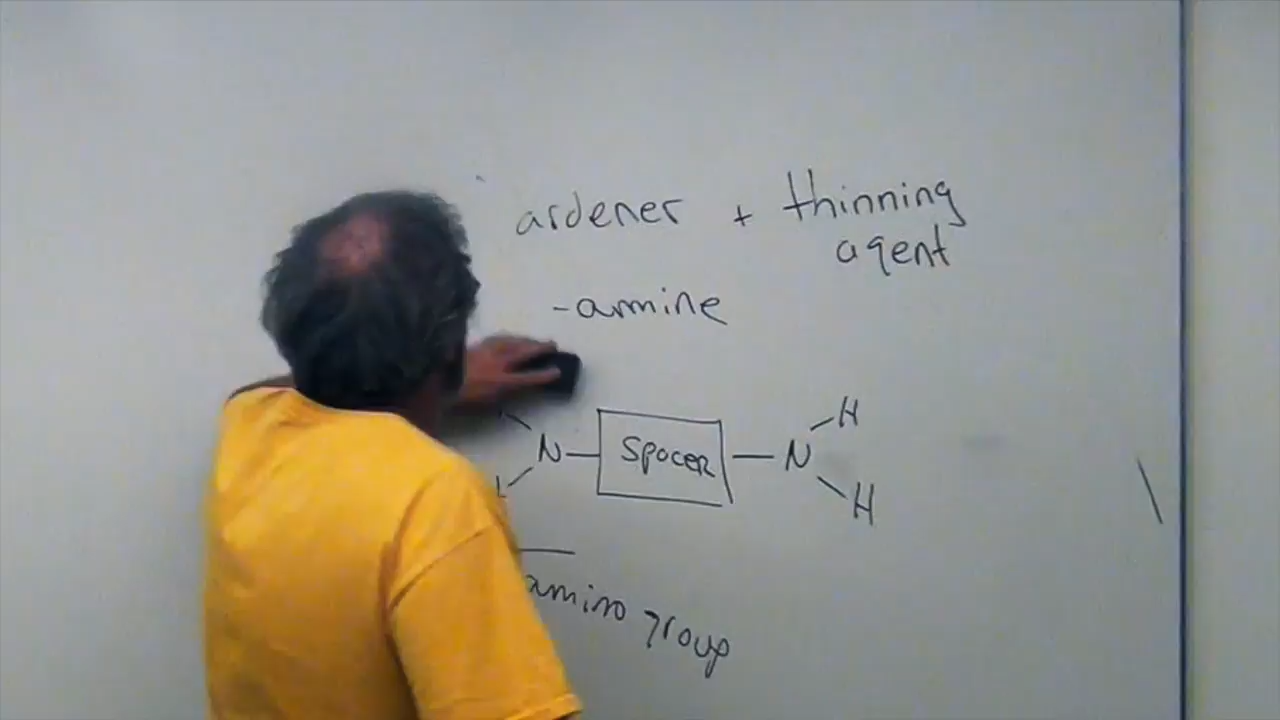 ardener + thinning
agent
-amine
H
N Spacer N
H
amino group